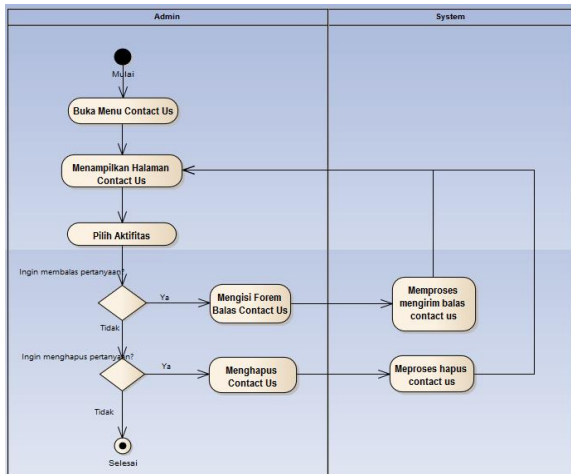 Admin
System
Mulai
Buka Menu Contact Us
Menampilkan Halaman
Contact Us
Pilih Aktifitas
Ingin membalas pertanyaan?
Ya
Mengisi Forem
Balas Contact Us
Memproses
mengirim balas
contact us
Tidak
Ingin menghapus pertanyaan?
Ya
Menghapus
Contact Us
Meproses hapus
contact us
Tidak
Selesai